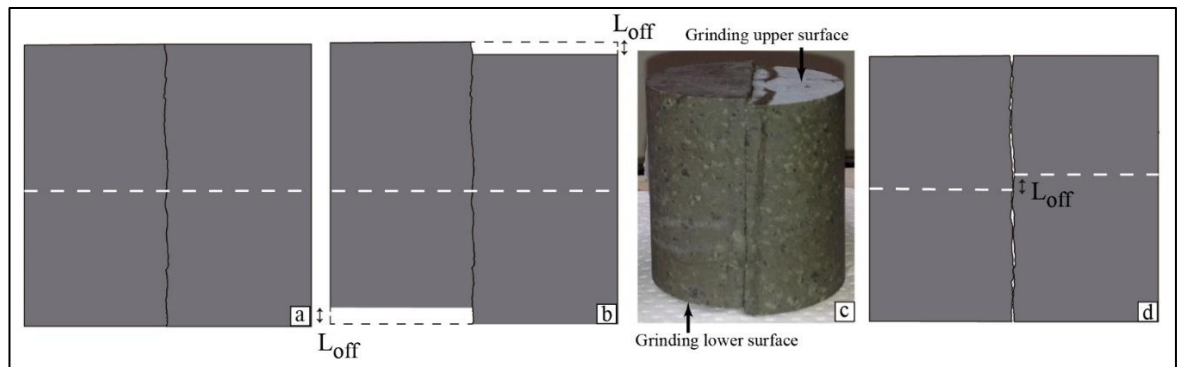 L_off
Grinding upper surface
L_off
a
b
L_off
Grinding lower surface
c
d
L_off